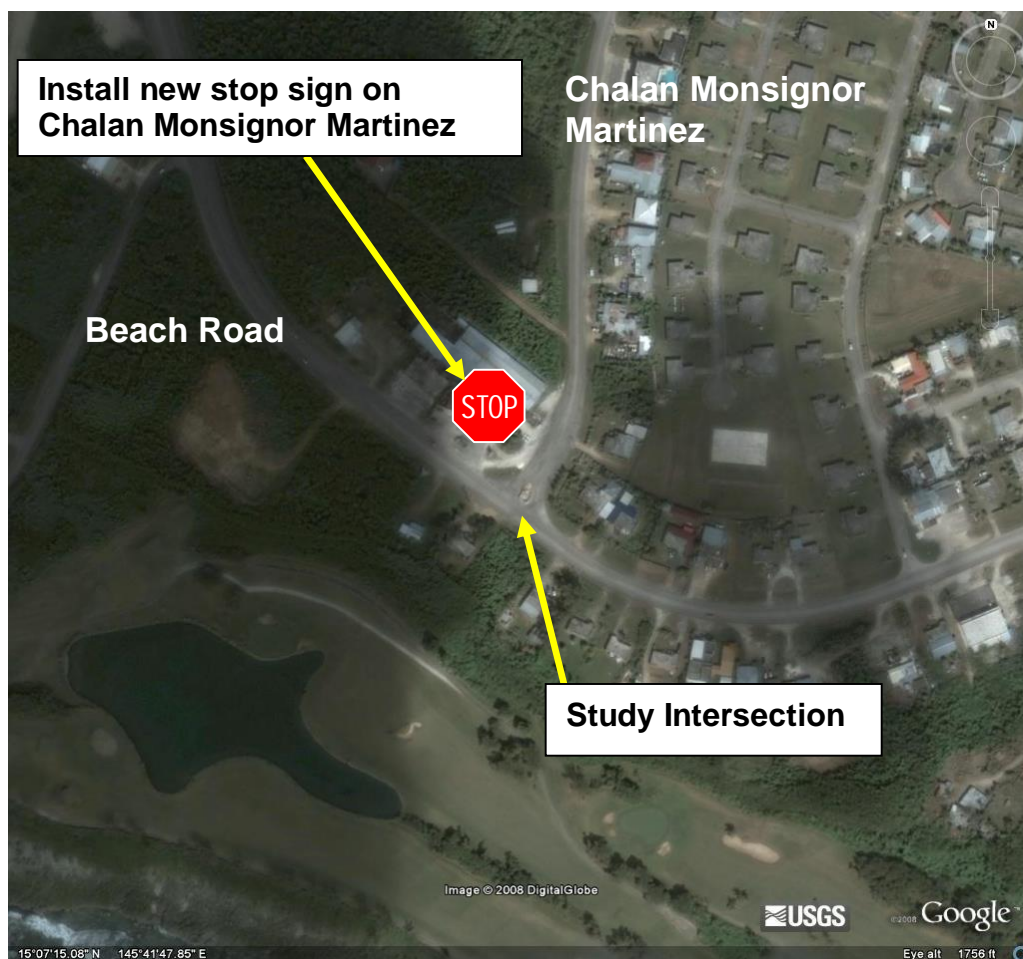 N
Install new stop sign on
Chalan Monsignor Martinez
Chalan Monsignor
Martinez
Beach Road
STOP
Study Intersection
Image © 2008 DigitalGlobe
USGS
©2008 Google™
15°07'15.08" N 145°41'47.85" E
Eye alt 1756 ft